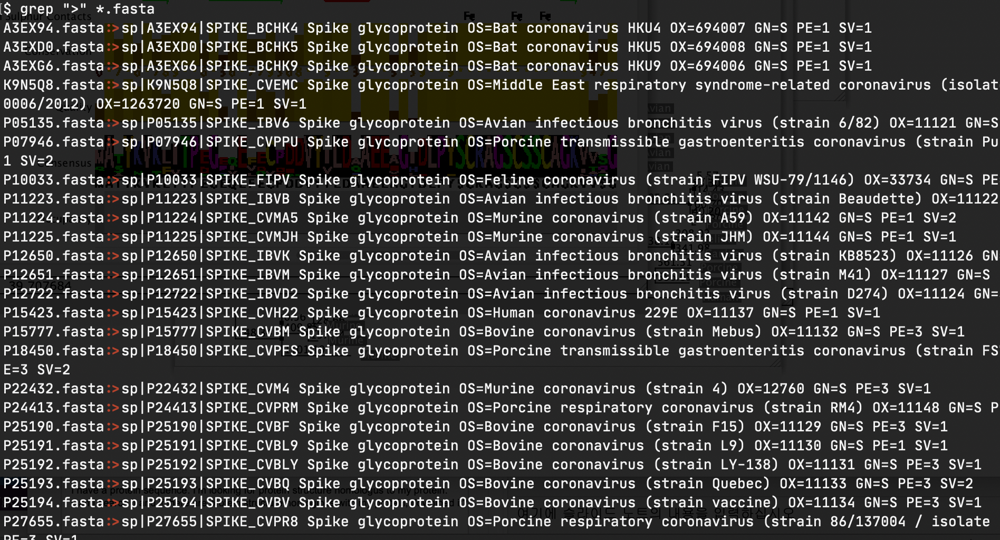 $ grep ">" *.fasta
A3EX94.fasta:>sp|A3EX94|SPIKE_BCHK4 Spike glycoprotein OS=Bat coronavirus HKU4 OX=694007 GN=S PE=1 SV=1
A3EXD0.fasta:>sp|A3EXD0|SPIKE_BCHK5 Spike glycoprotein OS=Bat coronavirus HKU5 OX=694008 GN=S PE=1 SV=1
A3EXG6.fasta:>sp|A3EXG6|SPIKE_BCHK9 Spike glycoprotein OS=Bat coronavirus HKU9 OX=694006 GN=S PE=1 SV=1
K9N5Q8.fasta:>sp|K9N5Q8|SPIKE_CVEMC Spike glycoprotein OS=Middle East respiratory syndrome-related coronavirus (isolat
0006/2012) OX=1263720 GN=S PE=1 SV=1
P05135.fasta:>sp|P05135|SPIKE_IBV6 Spike glycoprotein OS=Avian infectious bronchitis virus (strain 6/82) OX=11121 GN=S
P07946.fasta:>sp|P07946|SPIKE_CVPPU Spike glycoprotein OS=Porcine transmissible gastroenteritis coronavirus (strain Pu
1 SV=2
P10033.fasta:>sp|P10033|SPIKE_FIPV Spike glycoprotein OS=Feline coronavirus (strain FIPV WSU-79/1146) OX=33734 GN=S PE=
P11223.fasta:>sp|P11223|SPIKE_IBVB Spike glycoprotein OS=Avian infectious bronchitis virus (strain Beaudette) OX=11122
P11224.fasta:>sp|P11224|SPIKE_CVMA5 Spike glycoprotein OS=Murine coronavirus (strain A59) OX=11142 GN=S PE=1 SV=2
P11225.fasta:>sp|P11225|SPIKE_CVMJH Spike glycoprotein OS=Murine coronavirus (strain JHM) OX=11144 GN=S PE=1 SV=1
P12650.fasta:>sp|P12650|SPIKE_IBVK Spike glycoprotein OS=Avian infectious bronchitis virus (strain KB8523) OX=11126 GN=
P12651.fasta:>sp|P12651|SPIKE_IBVM Spike glycoprotein OS=Avian infectious bronchitis virus (strain M41) OX=11127 GN=S
P12722.fasta:>sp|P12722|SPIKE_IBVD2 Spike glycoprotein OS=Avian infectious bronchitis virus (strain D274) OX=11124 GN=
P15423.fasta:>sp|P15423|SPIKE_CVH22 Spike glycoprotein OS=Human coronavirus 229E OX=11137 GN=S PE=1 SV=1
P15777.fasta:>sp|P15777|SPIKE_CVBM Spike glycoprotein OS=Bovine coronavirus (strain Mebus) OX=11132 GN=S PE=3 SV=1
P18450.fasta:>sp|P18450|SPIKE_CVPFS Spike glycoprotein OS=Porcine transmissible gastroenteritis coronavirus (strain FS
E=3 SV=2
P22432.fasta:>sp|P22432|SPIKE_CVM4 Spike glycoprotein OS=Murine coronavirus (strain 4) OX=12760 GN=S PE=3 SV=1
P24413.fasta:>sp|P24413|SPIKE_CVPRM Spike glycoprotein OS=Porcine respiratory coronavirus (strain RM4) OX=11148 GN=S P
P25190.fasta:>sp|P25190|SPIKE_CVBF Spike glycoprotein OS=Bovine coronavirus (strain F15) OX=11129 GN=S PE=3 SV=1
P25191.fasta:>sp|P25191|SPIKE_CVBL9 Spike glycoprotein OS=Bovine coronavirus (strain L9) OX=11130 GN=S PE=1 SV=1
P25192.fasta:>sp|P25192|SPIKE_CVBLY Spike glycoprotein OS=Bovine coronavirus (strain LY-138) OX=11131 GN=S PE=3 SV=1
P25193.fasta:>sp|P25193|SPIKE_CVBQ Spike glycoprotein OS=Bovine coronavirus (strain Quebec) OX=11133 GN=S PE=3 SV=2
P25194.fasta:>sp|P25194|SPIKE_CVBV Spike glycoprotein OS=Bovine coronavirus (strain vaccine) OX=11134 GN=S PE=3 SV=1
여기에 슬라이드 노트의 내용을 입력하십시오
P27655.fasta:>sp|P27655|SPIKE_CVPR8 Spike glycoprotein OS=Porcine respiratory coronavirus (strain 86/137004 / isolate
PE=3 SV=1